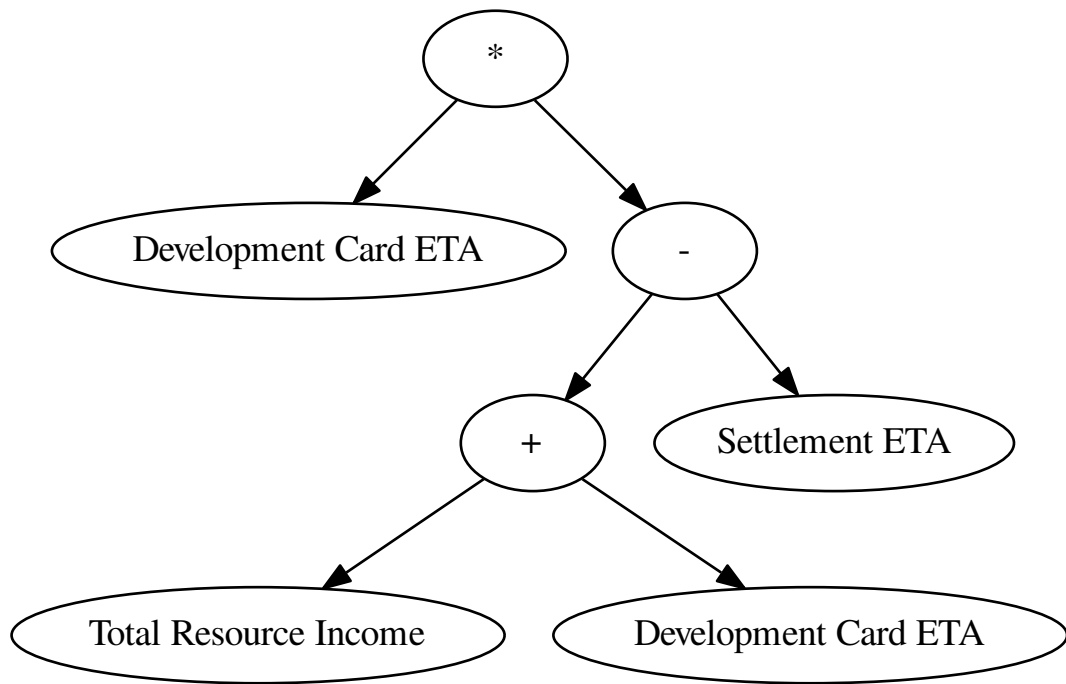 *
Development Card ETA
-
+
Settlement ETA
Total Resource Income
Development Card ETA